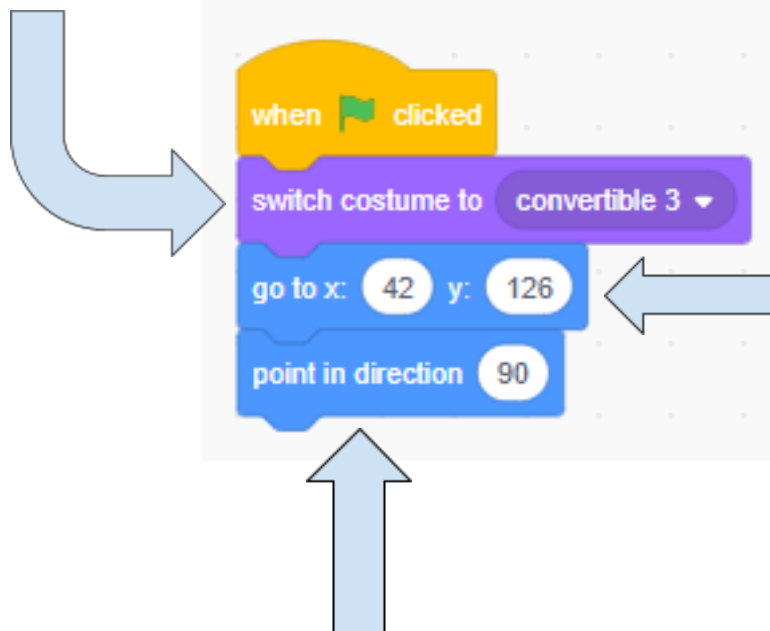 when clicked
switch costume to convertible 3
go to x: 42 y: 126
point in direction 90